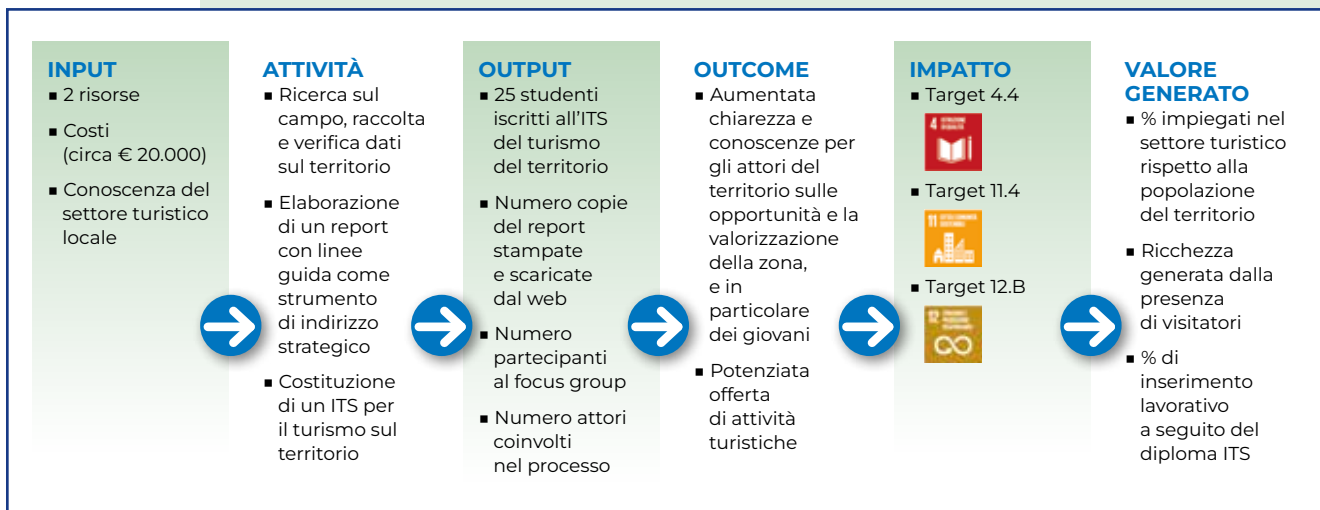 INPUT
■ 2 risorse
■ Costi
(circa € 20.000)
■ Conoscenza del
settore turistico
locale
ATTIVITÀ
■ Ricerca sul
campo, raccolta
e verifica dati
sul territorio
■ Elaborazione
di un report
con linee
guida come
strumento
di indirizzo
strategico
■ Costituzione
di un ITS per
il turismo sul
territorio
OUTPUT
■ 25 studenti
iscritti all’ITS
del turismo
del territorio
■ Numero copie
del report
stampate
e scaricate
dal web
■ Numero
partecipanti
al focus group
■ Numero attori
coinvolti
nel processo
OUTCOME
■ Aumentata
chiarezza e
conoscenze per
gli attori del
territorio sulle
opportunità e la
valorizzazione
della zona,
e in
particolare
dei giovani
■ Potenziata
offerta
di attività
turistiche
IMPATTO
■ Target 4.4
4 ISTRUZIONE
DI QUALITÀ
■ Target 11.4
11
■ Target 12.B
12
VALORE
GENERATO
■ % impiegati nel
settore turistico
rispetto alla
popolazione
del territorio
■ Ricchezza
generata dalla
presenza
di visitatori
■ % di
inserimento
lavorativo
a seguito del
diploma ITS